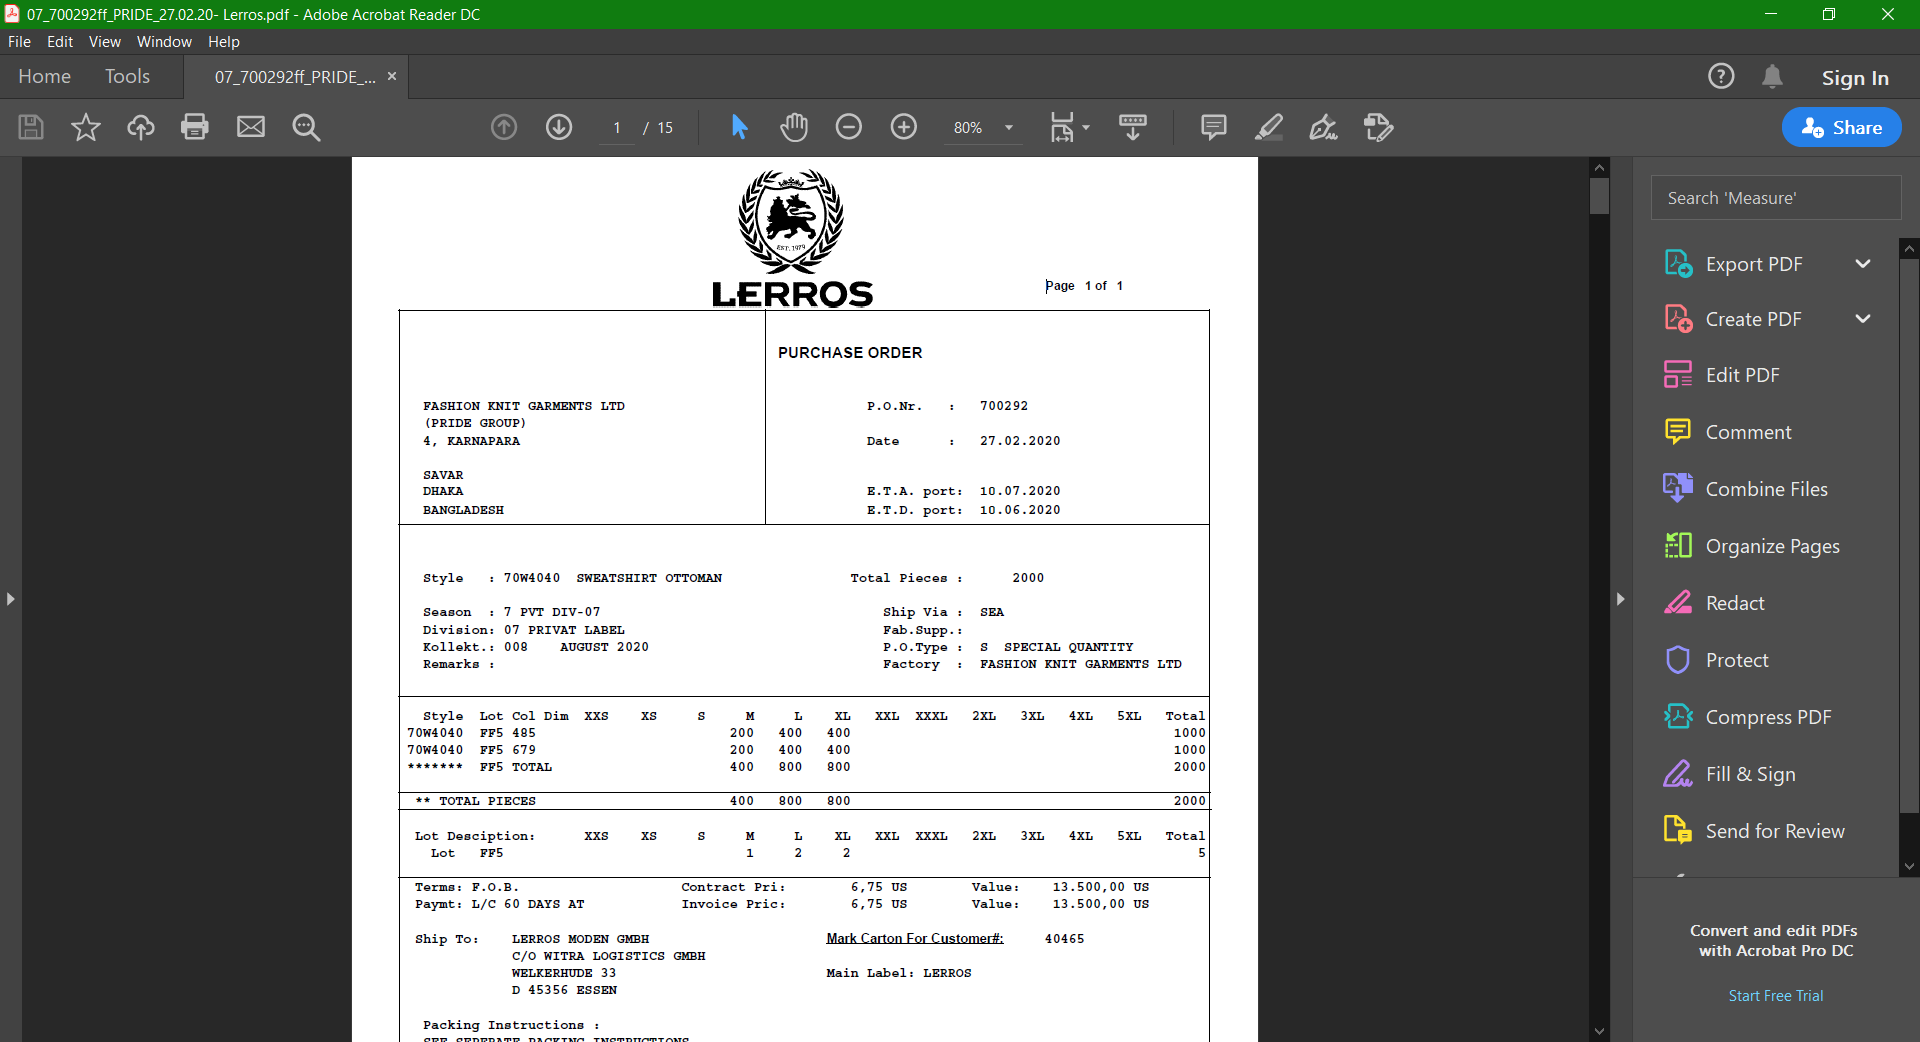 07_700292ff_PRIDE_27.02.20- Lerros.pdf - Adobe Acrobat Reader DC
File Edit View Window Help
Home Tools 07_700292ff_PRIDE_... × ? Sign In
1 / 15 80% Share
EST. 1979
LERROS
Page 1 of 1
PURCHASE ORDER
FASHION KNIT GARMENTS LTD P.O.Nr. : 700292
(PRIDE GROUP)
4, KARNAPARA Date : 27.02.2020
SAVAR
DHAKA E.T.A. port: 10.07.2020
BANGLADESH E.T.D. port: 10.06.2020
Style : 70W4040 SWEATSHIRT OTTOMAN Total Pieces : 2000
Season : 7 PVT DIV-07 Ship Via : SEA
Division: 07 PRIVAT LABEL Fab.Supp.:
Kollekt.: 008 AUGUST 2020 P.O.Type : S SPECIAL QUANTITY
Remarks : Factory : FASHION KNIT GARMENTS LTD
Style Lot Col Dim XXS XS S M L XL XXL XXXL 2XL 3XL 4XL 5XL Total
70W4040 FF5 485 200 400 400 1000
70W4040 FF5 679 200 400 400 1000
******* FF5 TOTAL 400 800 800 2000
** TOTAL PIECES 400 800 800 2000
Lot Desciption: XXS XS S M L XL XXL XXXL 2XL 3XL 4XL 5XL Total
Lot FF5 1 2 2 5
Terms: F.O.B. Contract Pri: 6,75 US Value: 13.500,00 US
Paymt: L/C 60 DAYS AT Invoice Pric: 6,75 US Value: 13.500,00 US
Ship To: LERROS MODEN GMBH Mark Carton For Customer#: 40465
C/O WITRA LOGISTICS GMBH
WELKERHUDE 33 Main Label: LERROS
D 45356 ESSEN
Packing Instructions :
SEE SEPERATE PACKING INSTRUCTIONS
Search 'Measure'
Export PDF
Create PDF
Edit PDF
Comment
Combine Files
Organize Pages
Redact
Protect
Compress PDF
Fill & Sign
Send for Review
Convert and edit PDFs
with Acrobat Pro DC
Start Free Trial